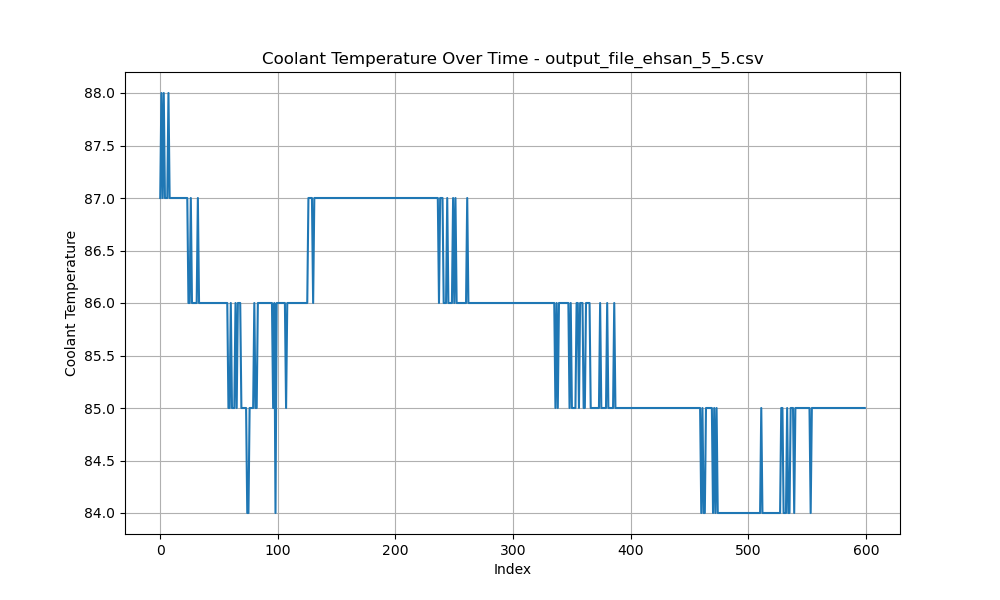 Coolant Temperature Over Time - output_file_ehsan_5_5.csv
88.0
87.5
87.0
86.5
86.0
85.5
85.0
84.5
84.0
Coolant Temperature
0 100 200 300 400 500 600
Index